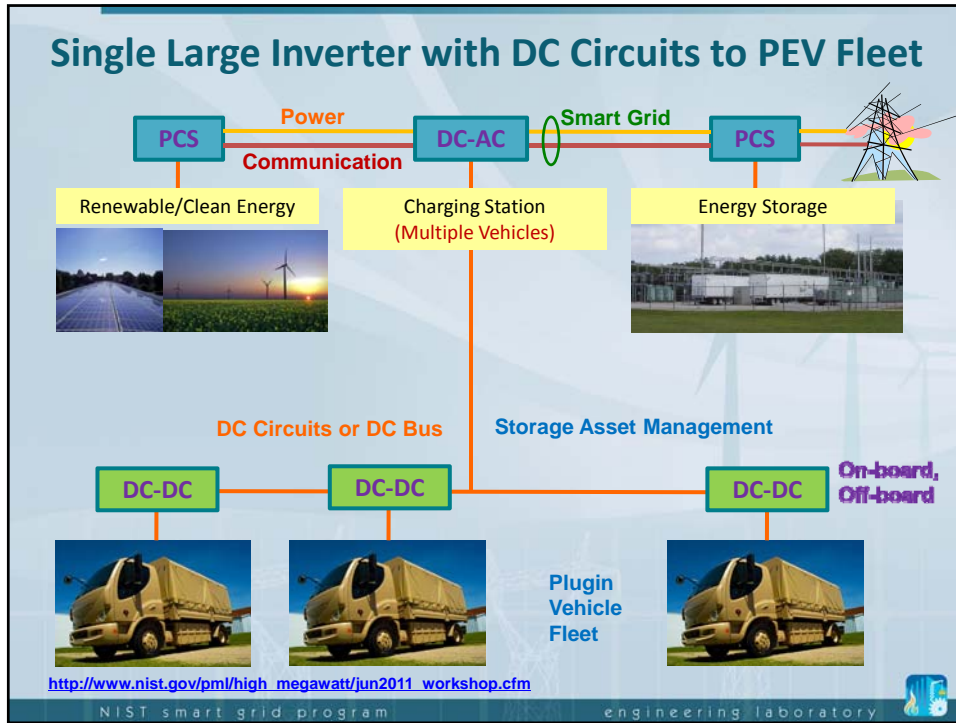 Single Large Inverter with DC Circuits to PEV Fleet
Power
Smart Grid
PCS
DC-AC
PCS
Communication
Renewable/Clean Energy
Charging Station
(Multiple Vehicles)
Energy Storage
DC Circuits or DC Bus
Storage Asset Management
DC-DC
DC-DC
DC-DC
On-board,
Off-board
Plugin
Vehicle
Fleet
http://www.nist.gov/pml/high_megawatt/jun2011_workshop.cfm
NIST smart grid program
engineering laboratory